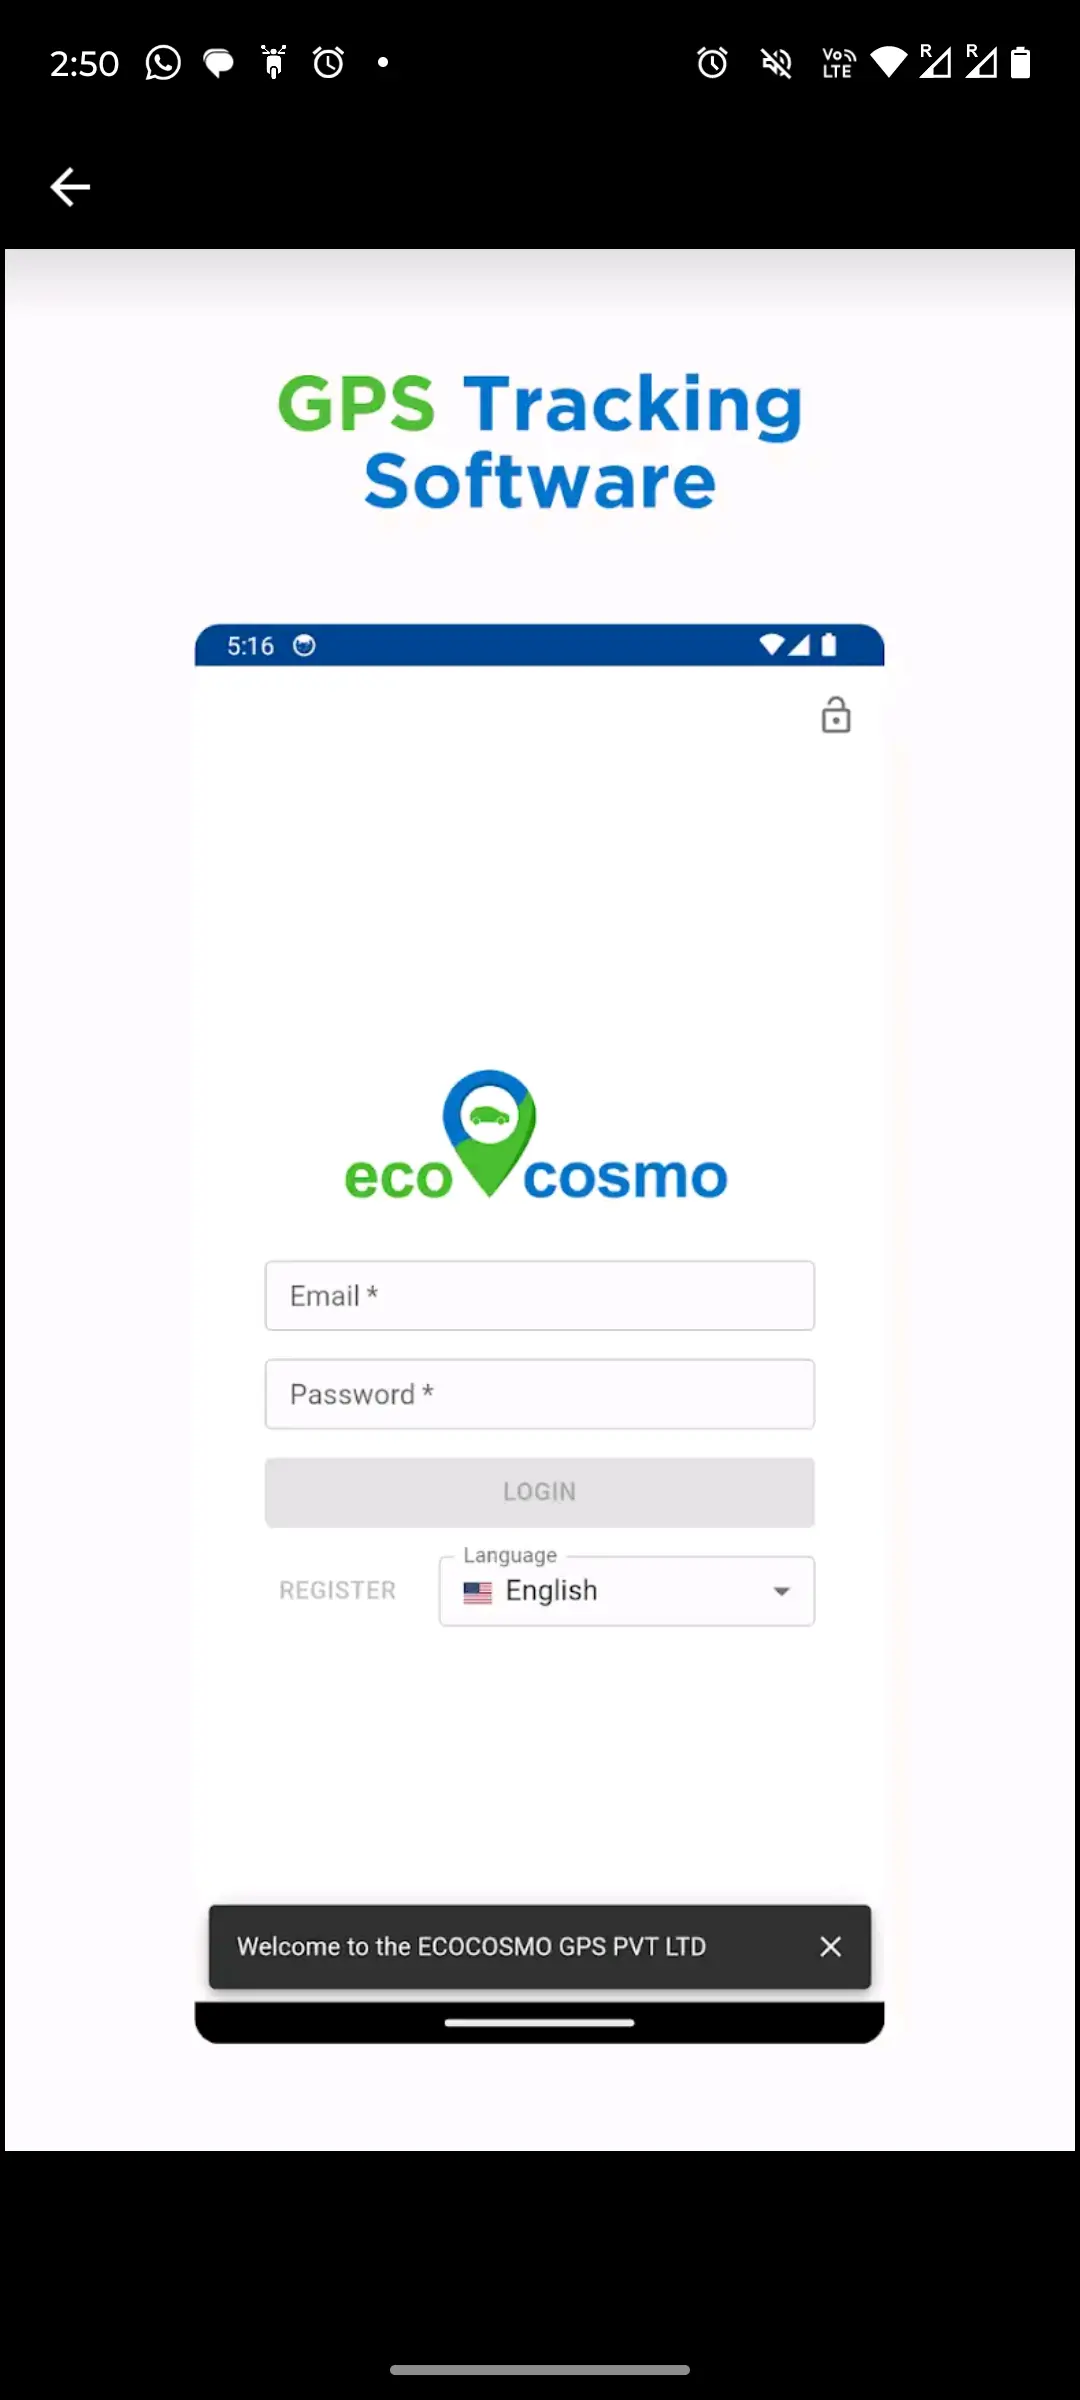 2:50
Vo LTE R R
GPS Tracking
Software
5:16
eco cosmo
Email *
Password *
LOGIN
Language
REGISTER
English
Welcome to the ECOCOSMO GPS PVT LTD